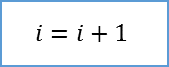 i = i + 1